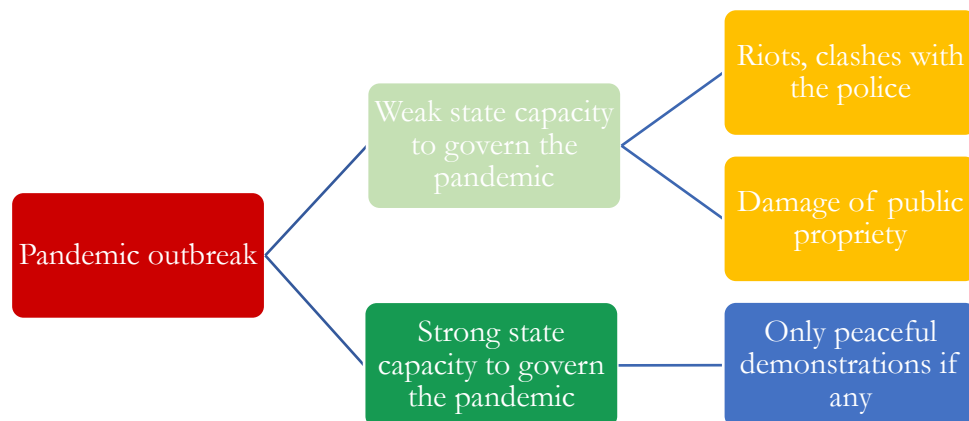 Pandemic outbreak
Weak state capacity
to govern the
pandemic
Riots, clashes with
the police
Damage of public
propriety
Strong state
capacity to govern
the pandemic
Only peaceful
demonstrations if
any